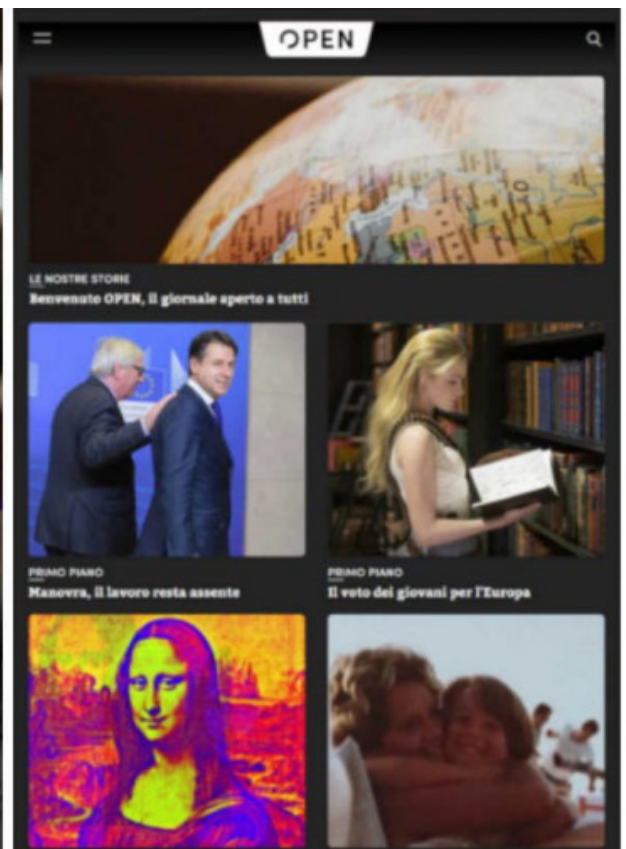 OPEN
LE NOSTRE STORIE
Benvenuto OPEN, il giornale aperto a tutti
PRIMO PIANO
Manovra, il lavoro resta assente
PRIMO PIANO
Il voto dei giovani per l'Europa